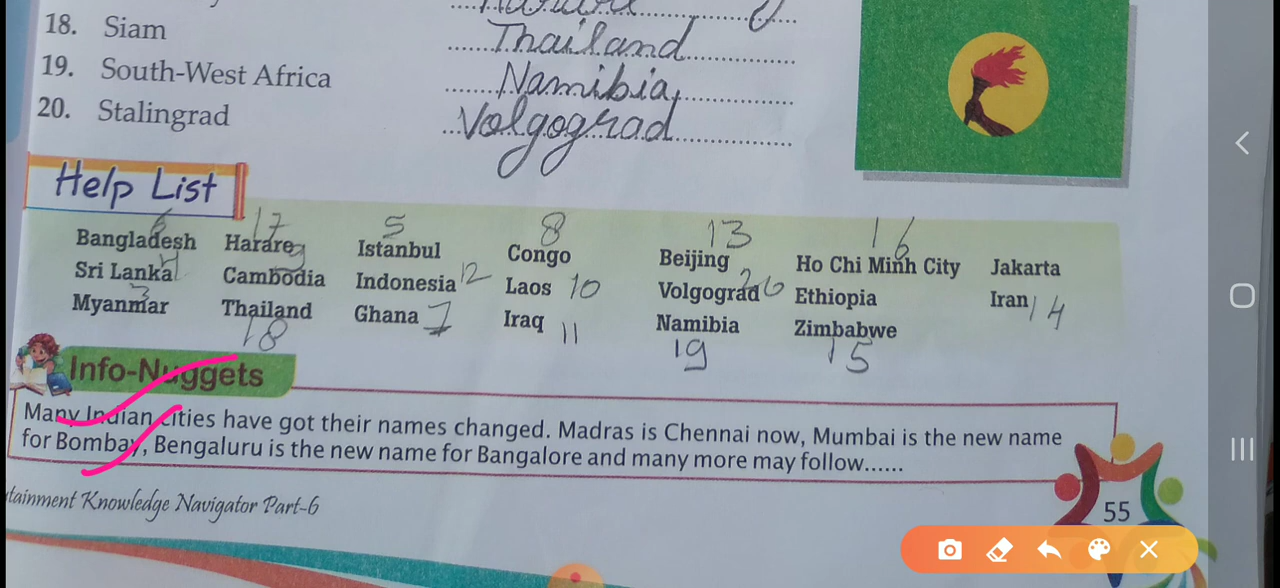 18. Siam Thailand
19. South-West Africa Namibia
20. Stalingrad Volgograd
Help List
6 17 5 8 13 16
Bangladesh Harare Istanbul Congo Beijing Ho Chi Minh City Jakarta
Sri Lanka 4 Cambodia 9 Indonesia 12 Laos 10 Volgograd 20 Ethiopia Iran 14
Myanmar 3 Thailand Ghana 7 Iraq 11 Namibia Zimbabwe
18 19 15
Info-Nuggets
Many Indian cities have got their names changed. Madras is Chennai now, Mumbai is the new name
for Bombay, Bengaluru is the new name for Bangalore and many more may follow......
tainment Knowledge Navigator Part-6
55